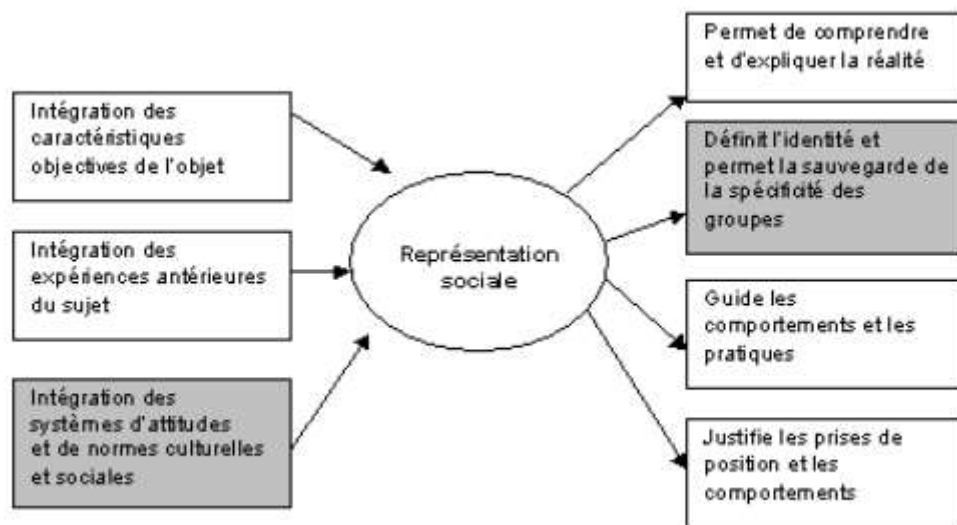 Intégration des
caractéristiques
objectives de l'objet
Intégration des
expériences antérieures
du sujet
Intégration des
systèmes d'attitudes
et de normes culturelles
et sociales
Représentation
sociale
Permet de comprendre
et d'expliquer la réalité
Définit l'identité et
permet la sauvegarde de
la spécificité des
groupes
Guide les
comportements et les
pratiques
Justifie les prises de
position et les
comportements